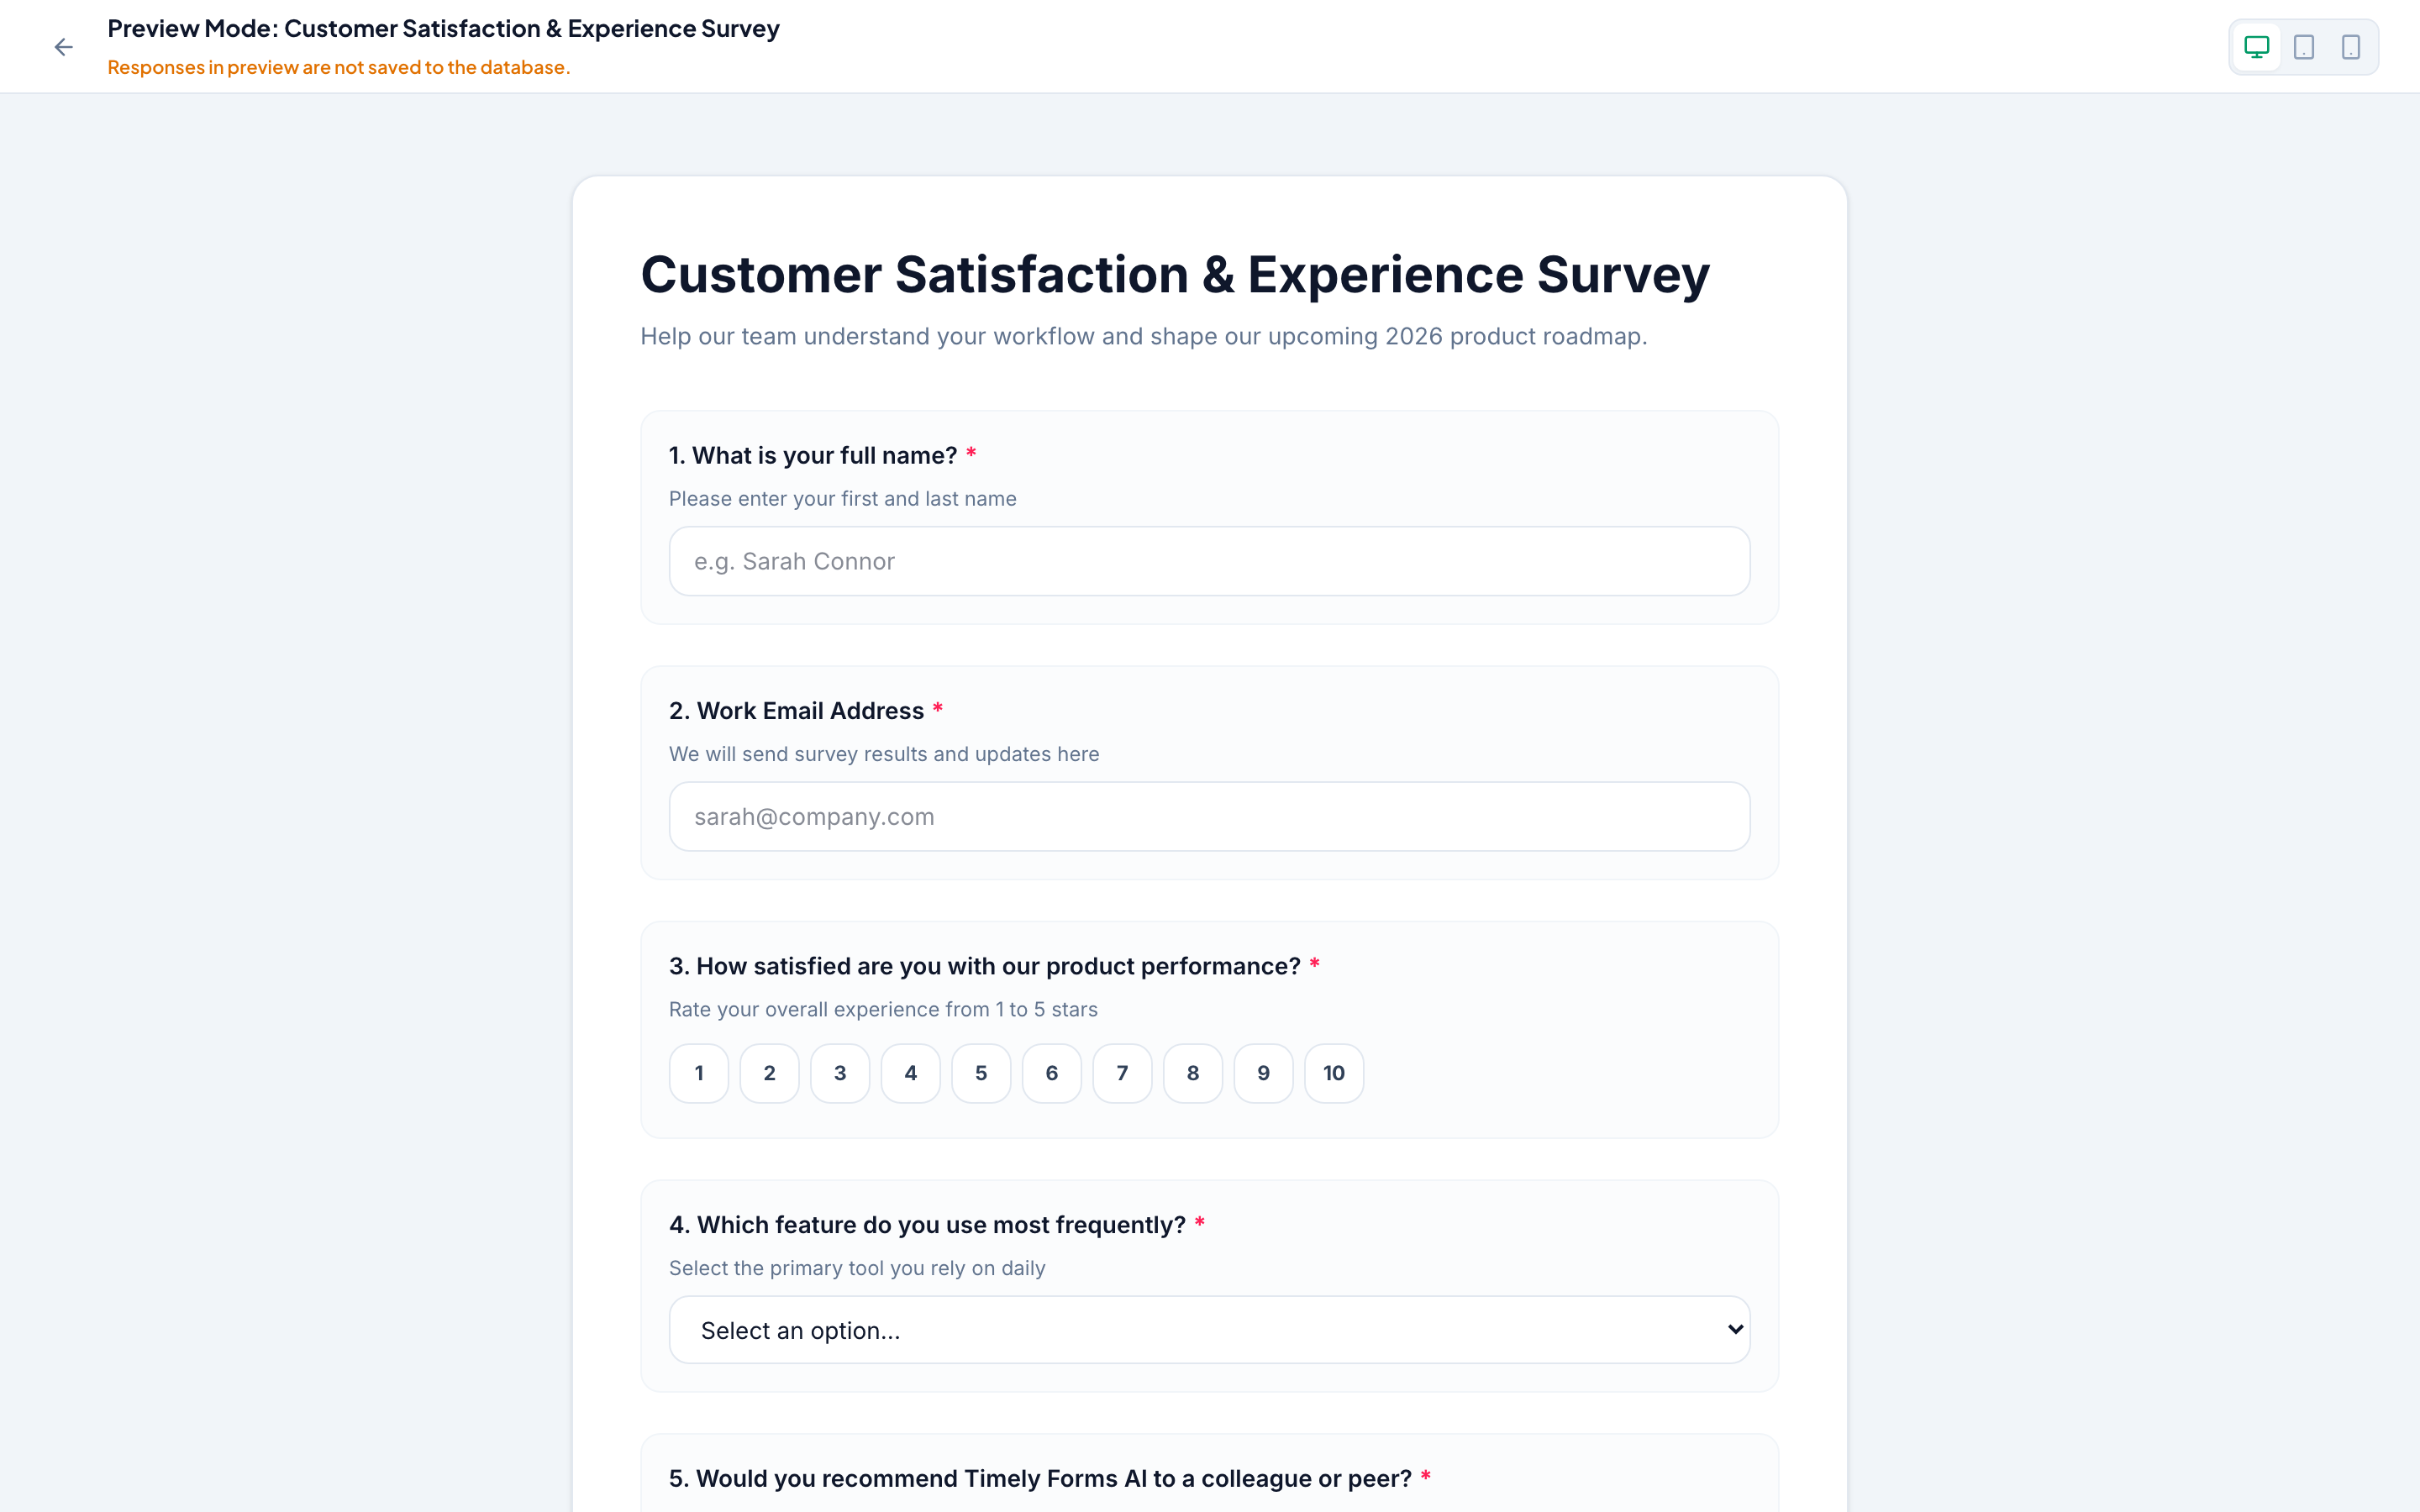 Preview Mode: Customer Satisfaction & Experience Survey
Responses in preview are not saved to the database.
Customer Satisfaction & Experience Survey
Help our team understand your workflow and shape our upcoming 2026 product roadmap.
1. What is your full name? *
Please enter your first and last name
e.g. Sarah Connor
2. Work Email Address *
We will send survey results and updates here
sarah@company.com
3. How satisfied are you with our product performance? *
Rate your overall experience from 1 to 5 stars
1 2 3 4 5 6 7 8 9 10
4. Which feature do you use most frequently? *
Select the primary tool you rely on daily
Select an option...
5. Would you recommend Timely Forms AI to a colleague or peer? *